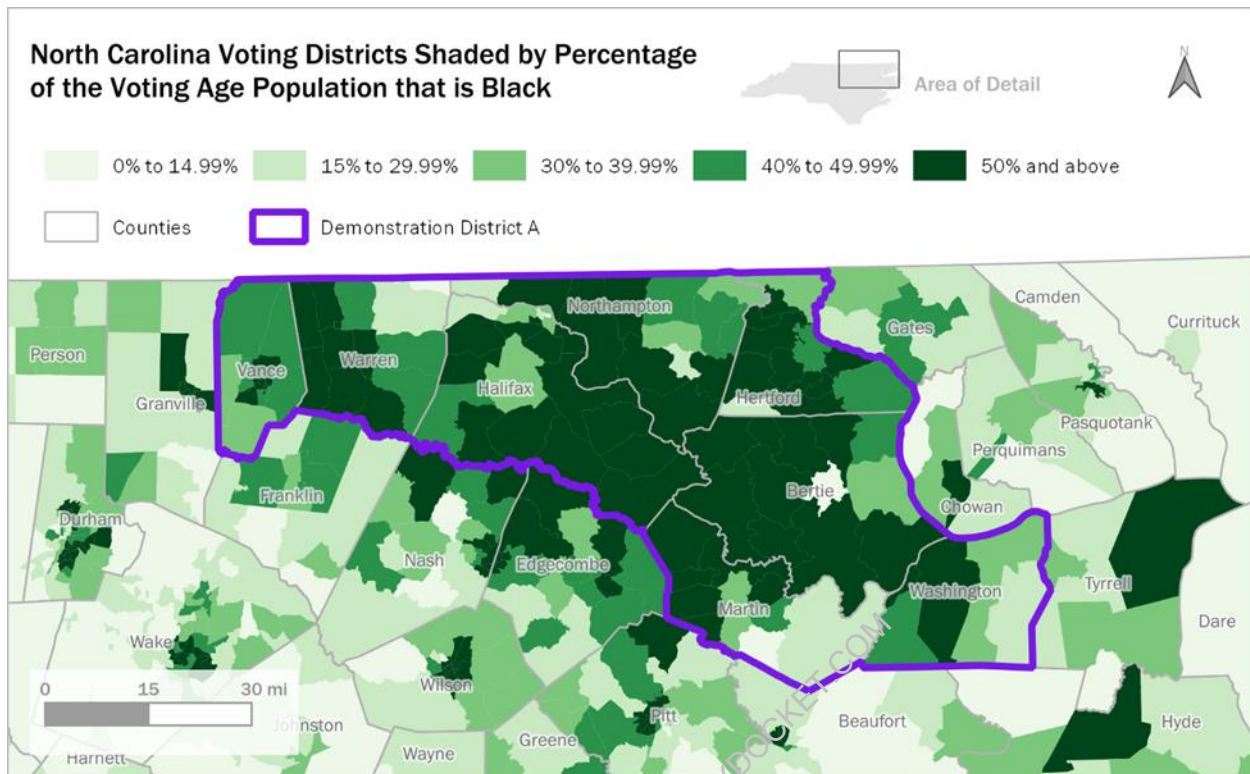 North Carolina Voting Districts Shaded by Percentage
of the Voting Age Population that is Black
N
Area of Detail
0% to 14.99%
15% to 29.99%
30% to 39.99%
40% to 49.99%
50% and above
Counties
Demonstration District A
Northampton
Camden
Currituck
Gates
Person
Warren
Vance
Halifax
Hertford
Granville
Pasquotank
Perquimans
Bertie
Franklin
Chowan
Durham
Nash
Edgecombe
Washington
Tyrrell
Martin
Dare
Wake
Wilson
0 15 30 mi
Pitt
Beaufort
Hyde
Johnston
Greene
Wayne
Harnett
DOCKET.COM